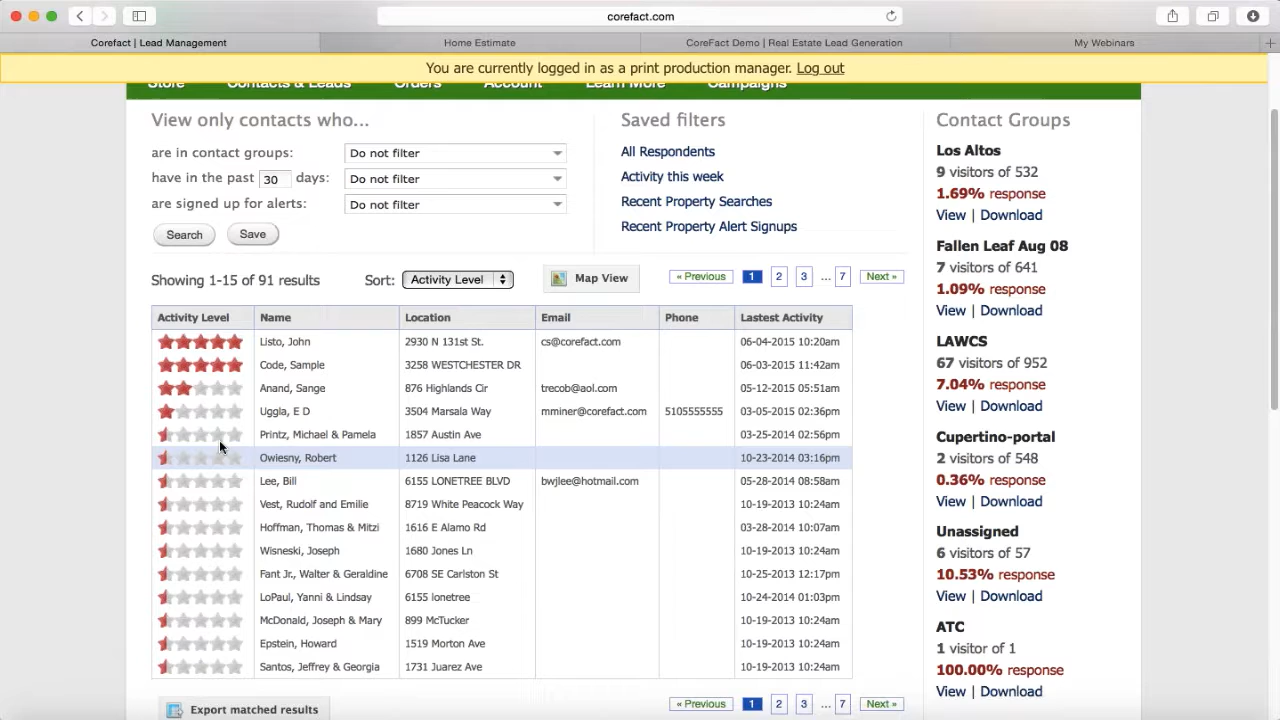 corefact.com
Corefact | Lead Management
Home Estimate
CoreFact Demo | Real Estate Lead Generation
My Webinars
You are currently logged in as a print production manager. Log out
Store Contacts & Leads Orders Account Learn More Campaigns
View only contacts who...
are in contact groups: Do not filter
have in the past 30 days: Do not filter
are signed up for alerts: Do not filter
Search Save
Saved filters
All Respondents
Activity this week
Recent Property Searches
Recent Property Alert Signups
Showing 1-15 of 91 results Sort: Activity Level Map View « Previous 1 2 3 ... 7 Next »
Activity Level Name Location Email Phone Lastest Activity
Listo, John 2930 N 131st St. cs@corefact.com 06-04-2015 10:20am
Code, Sample 3258 WESTCHESTER DR 06-03-2015 11:42am
Anand, Sange 876 Highlands Cir trecob@aol.com 05-12-2015 05:51am
Uggla, E D 3504 Marsala Way mminer@corefact.com 5105555555 03-05-2015 02:36pm
Printz, Michael & Pamela 1857 Austin Ave 03-25-2014 02:56pm
Owiesny, Robert 1126 Lisa Lane 10-23-2014 03:16pm
Lee, Bill 6155 LONETREE BLVD bwjlee@hotmail.com 05-28-2014 08:58am
Vest, Rudolf and Emilie 8719 White Peacock Way 10-19-2013 10:24am
Hoffman, Thomas & Mitzi 1616 E Alamo Rd 03-28-2014 10:07am
Wisneski, Joseph 1680 Jones Ln 10-19-2013 10:24am
Fant Jr., Walter & Geraldine 6708 SE Carlston St 10-25-2013 12:17pm
LoPaul, Yanni & Lindsay 6155 lonetree 10-24-2014 01:03pm
McDonald, Joseph & Mary 899 McTucker 10-19-2013 10:24am
Epstein, Howard 1519 Morton Ave 10-19-2013 10:24am
Santos, Jeffrey & Georgia 1731 Juarez Ave 10-19-2013 10:24am
Export matched results « Previous 1 2 3 ... 7 Next »
Contact Groups
Los Altos
9 visitors of 532
1.69% response
View | Download
Fallen Leaf Aug 08
7 visitors of 641
1.09% response
View | Download
LAWCS
67 visitors of 952
7.04% response
View | Download
Cupertino-portal
2 visitors of 548
0.36% response
View | Download
Unassigned
6 visitors of 57
10.53% response
View | Download
ATC
1 visitor of 1
100.00% response
View | Download